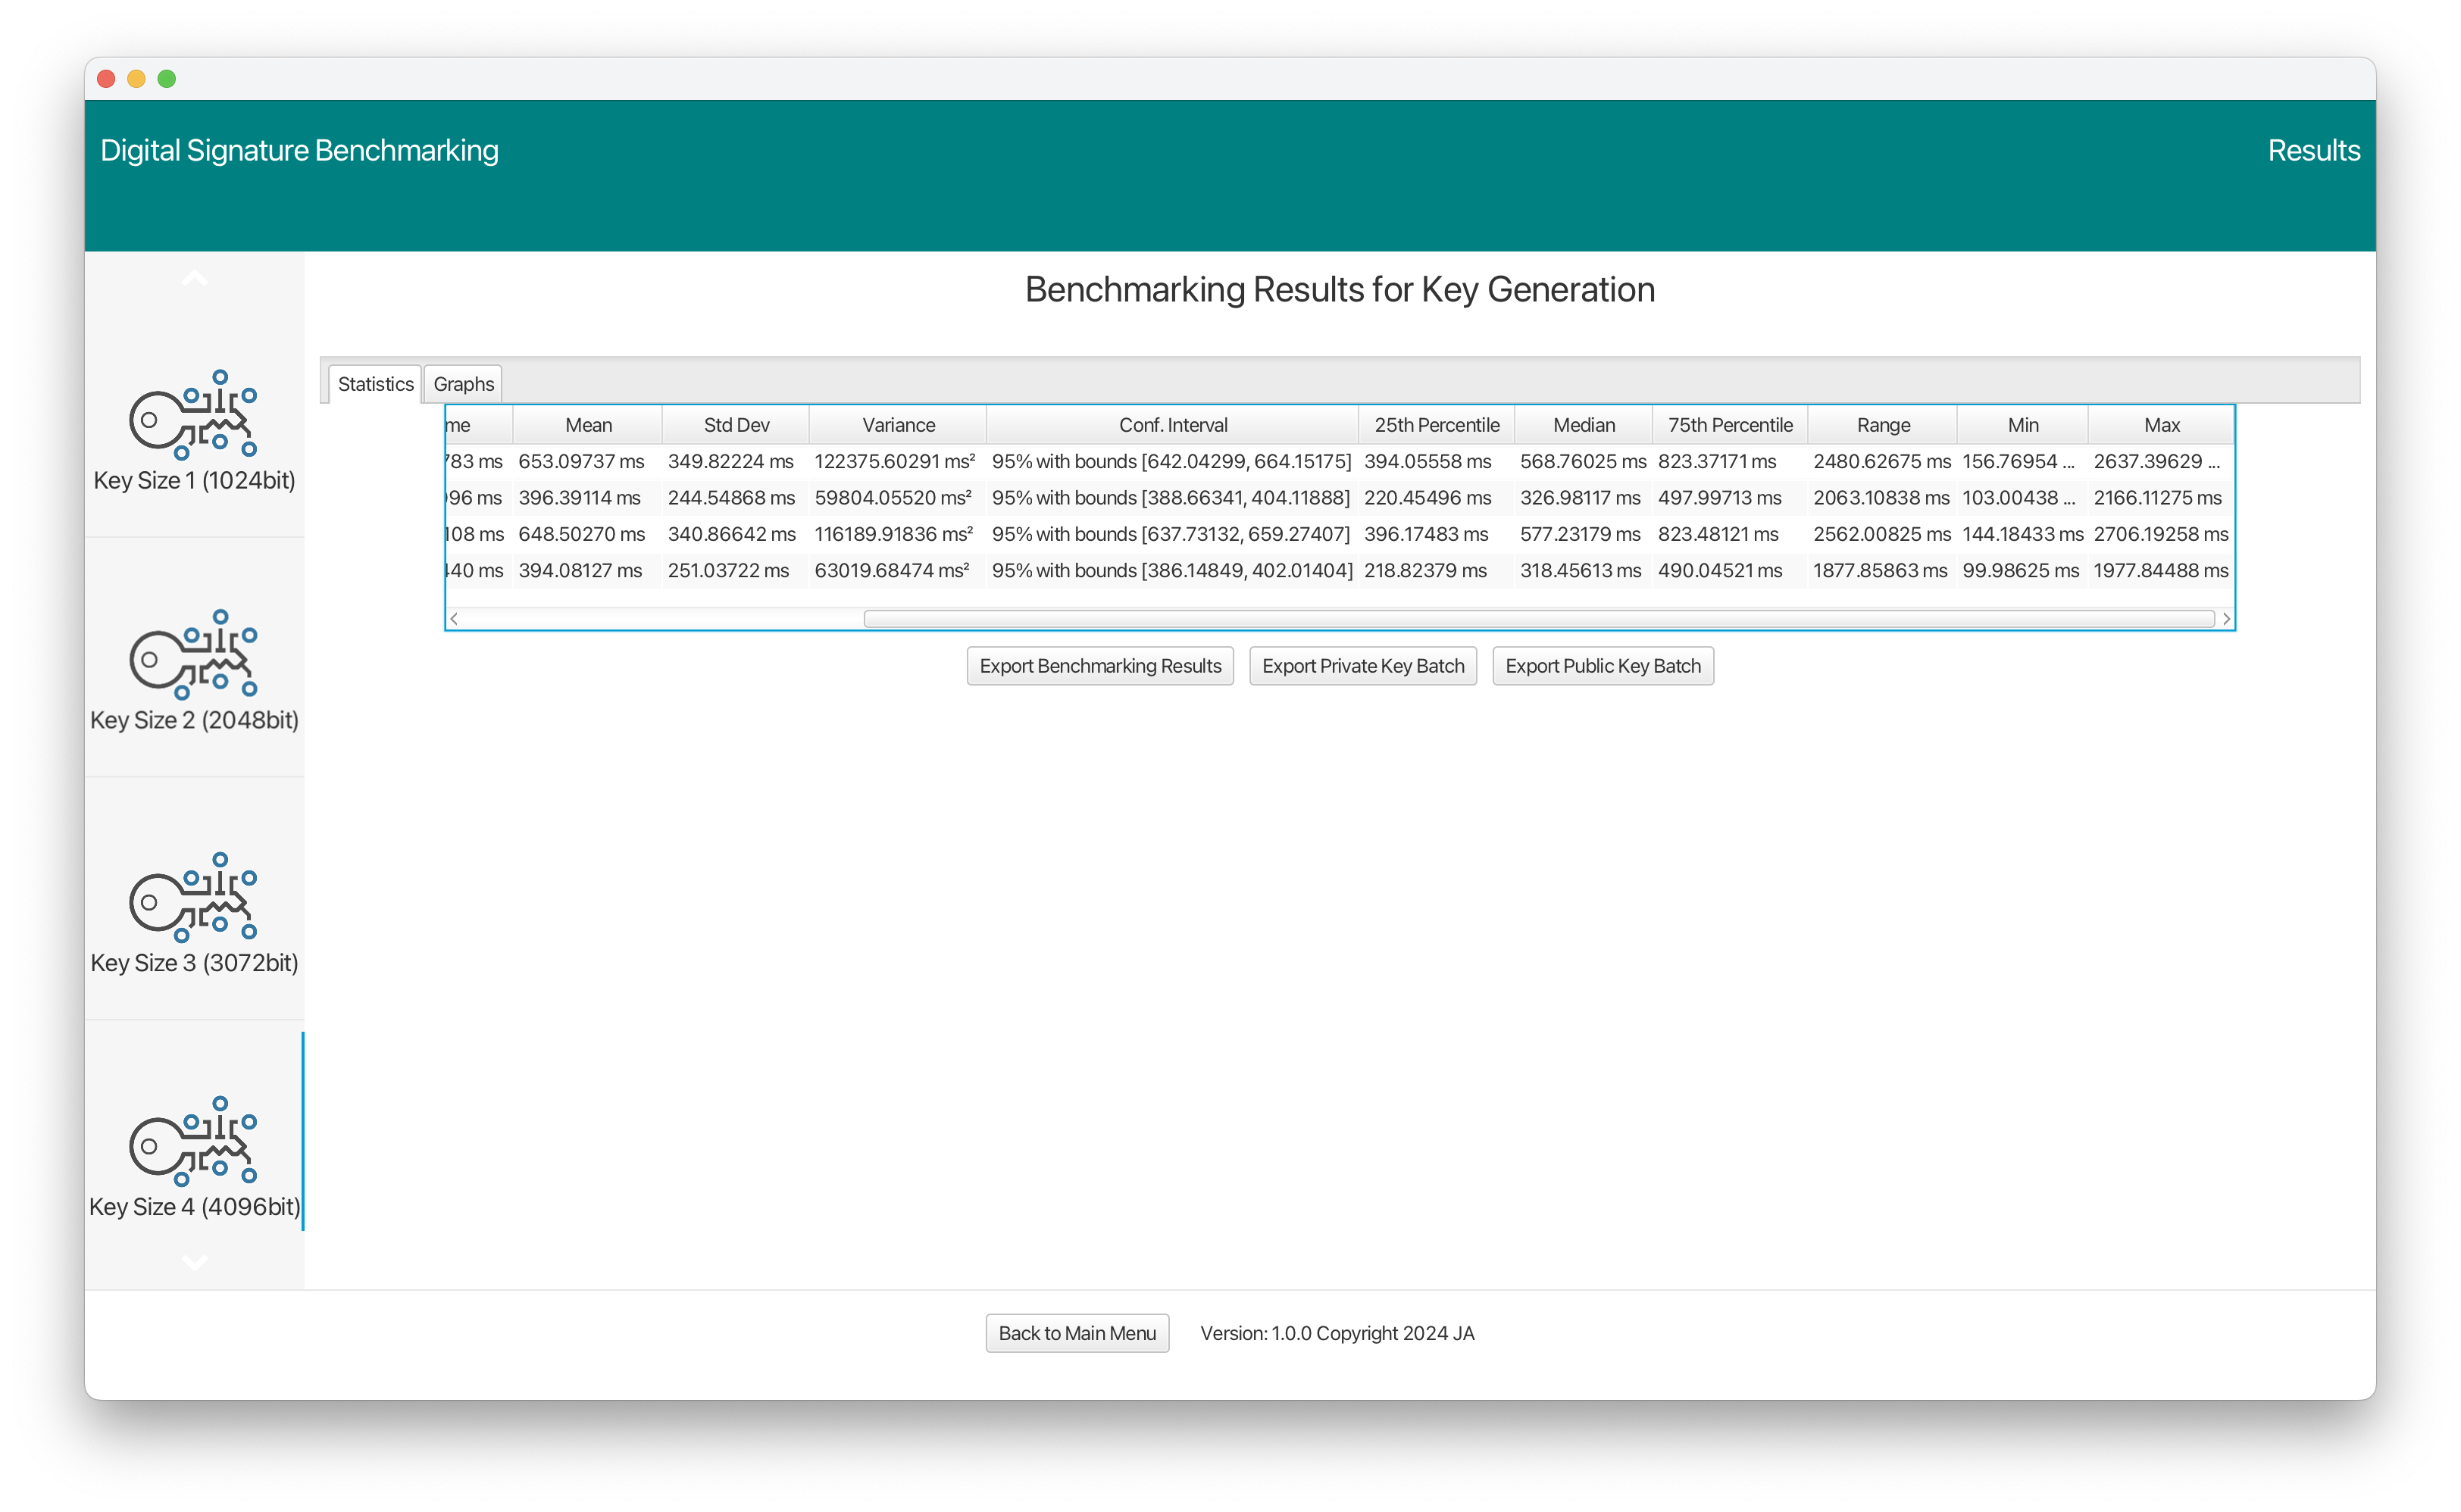 Digital Signature Benchmarking Results
Key Size 1 (1024bit)
Key Size 2 (2048bit)
Key Size 3 (3072bit)
Key Size 4 (4096bit)
Benchmarking Results for Key Generation
Statistics Graphs
me Mean Std Dev Variance Conf. Interval 25th Percentile Median 75th Percentile Range Min Max
783 ms 653.09737 ms 349.82224 ms 122375.60291 ms² 95% with bounds [642.04299, 664.15175] 394.05558 ms 568.76025 ms 823.37171 ms 2480.62675 ms 156.76954 ... 2637.39629 ...
96 ms 396.39114 ms 244.54868 ms 59804.05520 ms² 95% with bounds [388.66341, 404.11888] 220.45496 ms 326.98117 ms 497.99713 ms 2063.10838 ms 103.00438 ... 2166.11275 ms
108 ms 648.50270 ms 340.86642 ms 116189.91836 ms² 95% with bounds [637.73132, 659.27407] 396.17483 ms 577.23179 ms 823.48121 ms 2562.00825 ms 144.18433 ms 2706.19258 ms
40 ms 394.08127 ms 251.03722 ms 63019.68474 ms² 95% with bounds [386.14849, 402.01404] 218.82379 ms 318.45613 ms 490.04521 ms 1877.85863 ms 99.98625 ms 1977.84488 ms
Export Benchmarking Results Export Private Key Batch Export Public Key Batch
Back to Main Menu Version: 1.0.0 Copyright 2024 JA